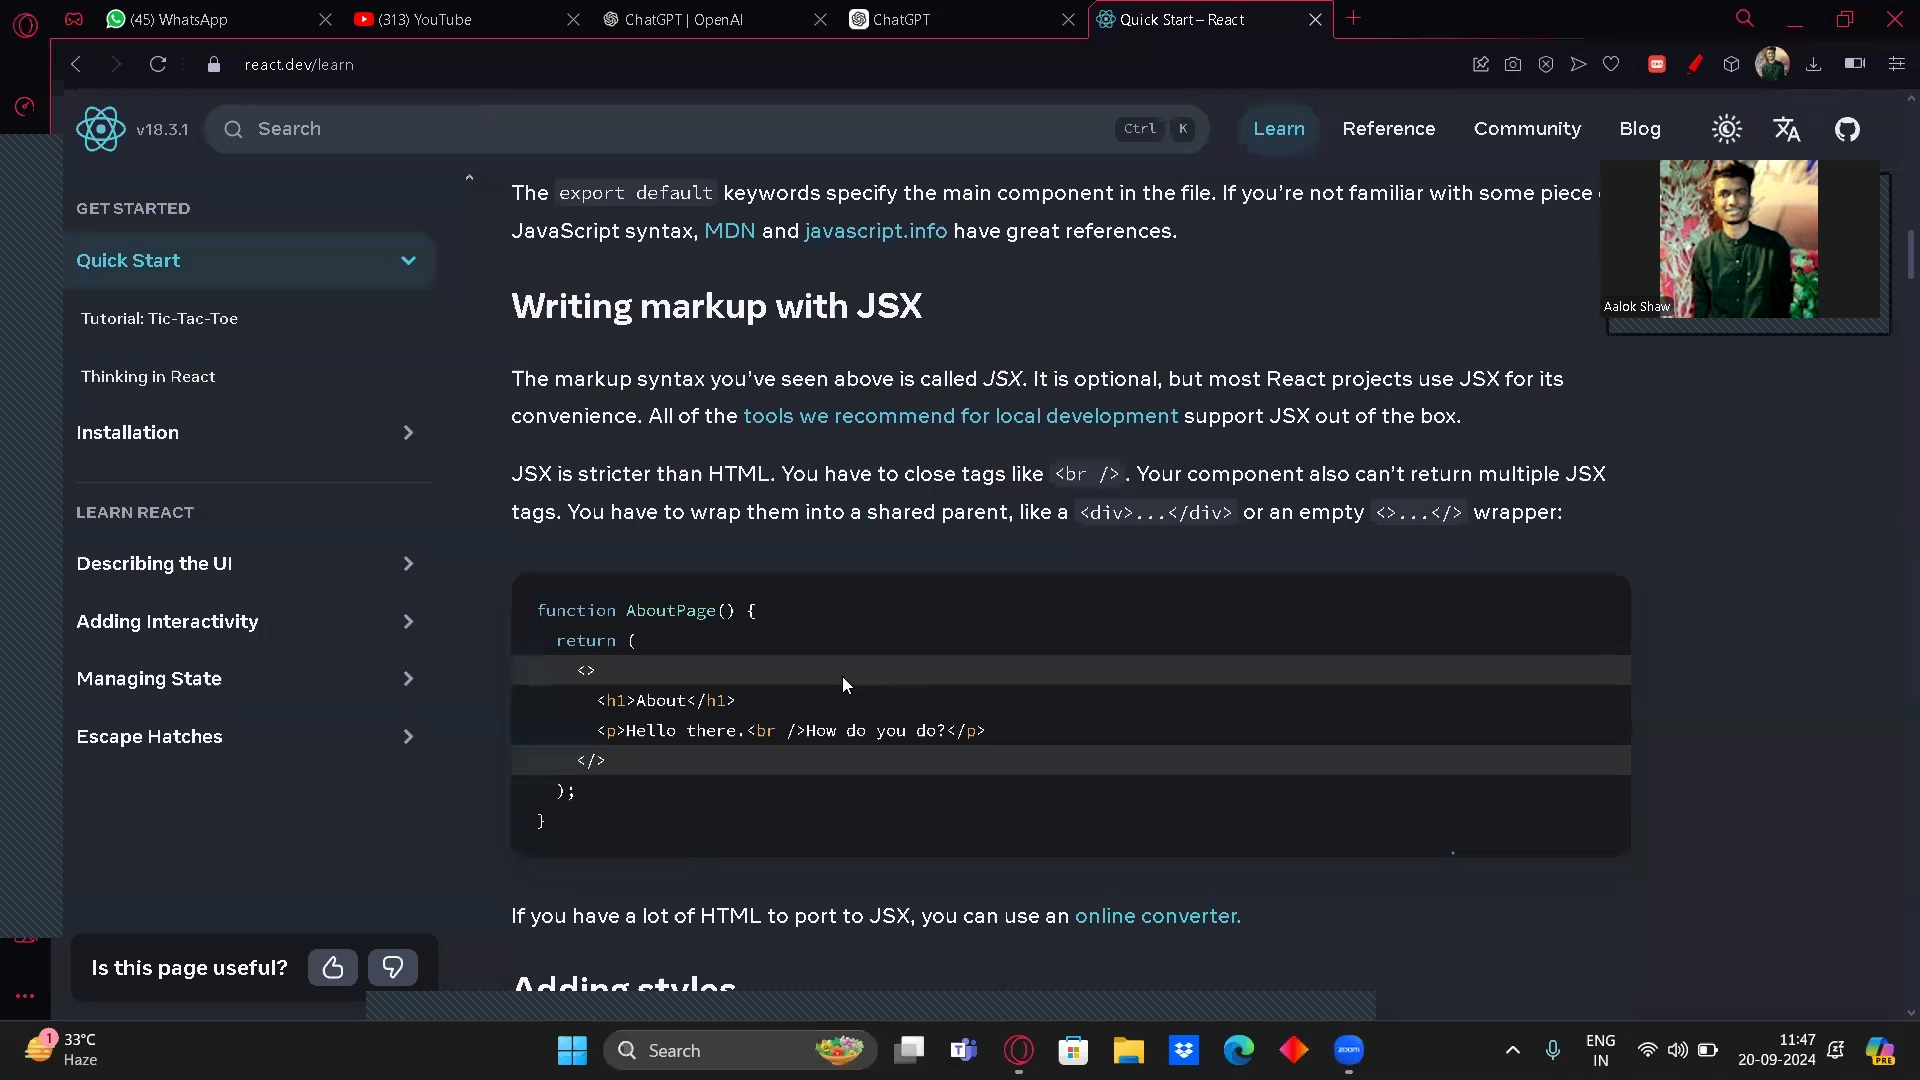 (45) WhatsApp
(313) YouTube
ChatGPT | OpenAI
ChatGPT
Quick Start – React
react.dev/learn
v18.3.1
Search
Ctrl K
Learn
Reference
Community
Blog
GET STARTED
Quick Start
Tutorial: Tic-Tac-Toe
Thinking in React
Installation
LEARN REACT
Describing the UI
Adding Interactivity
Managing State
Escape Hatches
Is this page useful?
The export default keywords specify the main component in the file. If you’re not familiar with some piece
JavaScript syntax, MDN and javascript.info have great references.
Aalok Shaw
Writing markup with JSX
The markup syntax you’ve seen above is called JSX. It is optional, but most React projects use JSX for its
convenience. All of the tools we recommend for local development support JSX out of the box.
JSX is stricter than HTML. You have to close tags like <br />. Your component also can’t return multiple JSX
tags. You have to wrap them into a shared parent, like a <div>...</div> or an empty <>...</> wrapper:
function AboutPage() {
return (
<>
<h1>About</h1>
<p>Hello there.<br />How do you do?</p>
</>
);
}
If you have a lot of HTML to port to JSX, you can use an online converter.
Adding styles
1
33°C
Haze
Search
zoom
ENG
IN
11:47
20-09-2024
PRE